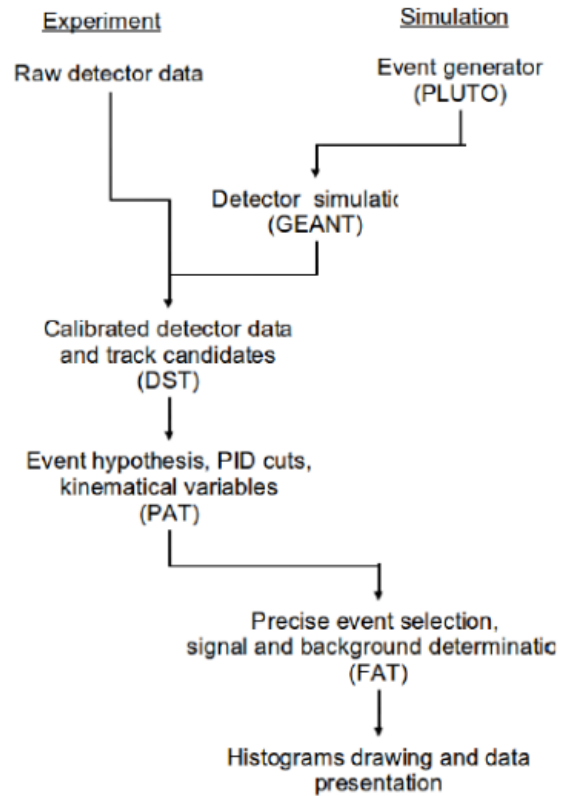 Experiment
Simulation
Raw detector data
Event generator
(PLUTO)
Detector simulatic
(GEANT)
Calibrated detector data
and track candidates
(DST)
Event hypothesis, PID cuts,
kinematical variables
(PAT)
Precise event selection,
signal and background determinatic
(FAT)
Histograms drawing and data
presentation